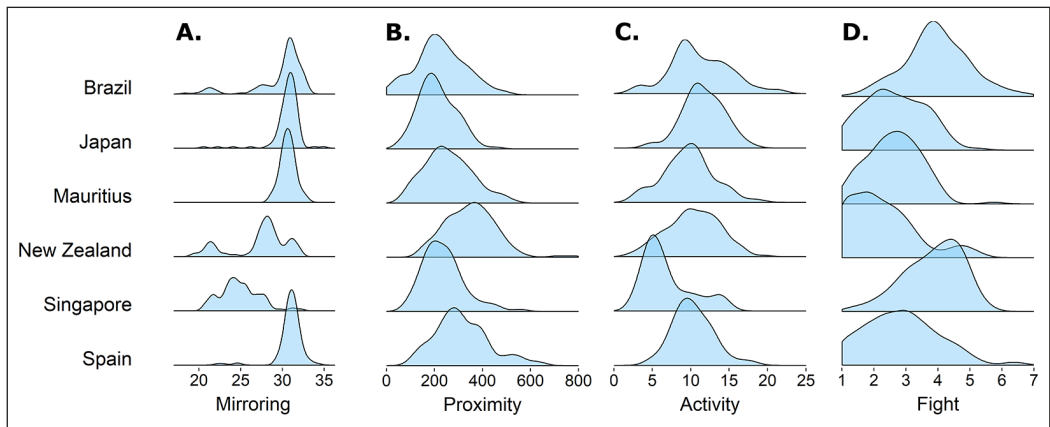 A. B. C. D.
Brazil
Japan
Mauritius
New Zealand
Singapore
Spain
20 25 30 35 0 200 400 600 800 0 5 10 15 20 25 1 2 3 4 5 6 7
Mirroring Proximity Activity Fight